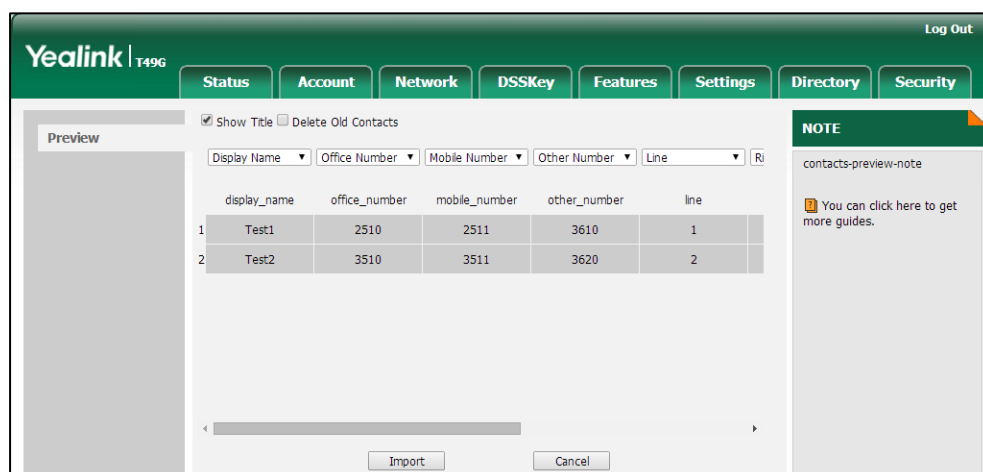 Log Out
Yealink T49G
Status Account Network DSSKey Features Settings Directory Security
Preview
Show Title Delete Old Contacts
Display Name Office Number Mobile Number Other Number Line Ri
display_name office_number mobile_number other_number line
1 Test1 2510 2511 3610 1
2 Test2 3510 3511 3620 2
Import Cancel
NOTE
contacts-preview-note
You can click here to get
more guides.